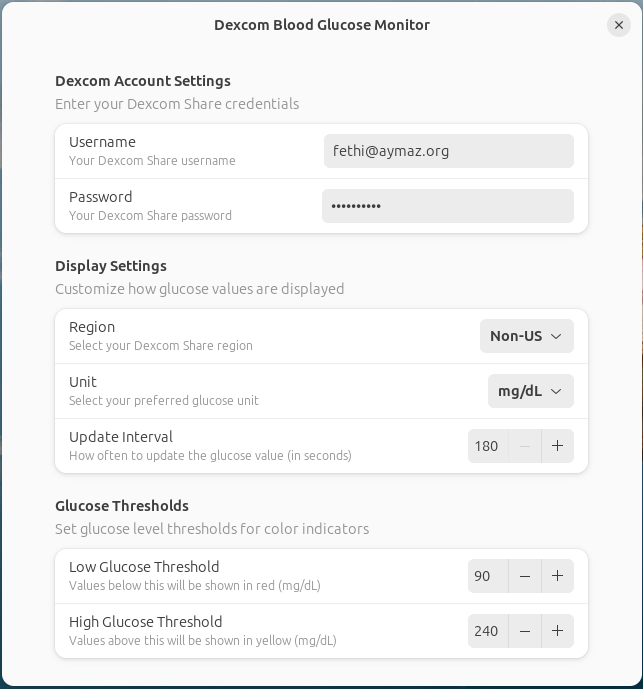 Dexcom Blood Glucose Monitor
Dexcom Account Settings
Enter your Dexcom Share credentials
Username
Your Dexcom Share username
fethi@aymaz.org
Password
Your Dexcom Share password
••••••••••
Display Settings
Customize how glucose values are displayed
Region
Select your Dexcom Share region
Non-US
Unit
Select your preferred glucose unit
mg/dL
Update Interval
How often to update the glucose value (in seconds)
180
Glucose Thresholds
Set glucose level thresholds for color indicators
Low Glucose Threshold
Values below this will be shown in red (mg/dL)
90
High Glucose Threshold
Values above this will be shown in yellow (mg/dL)
240